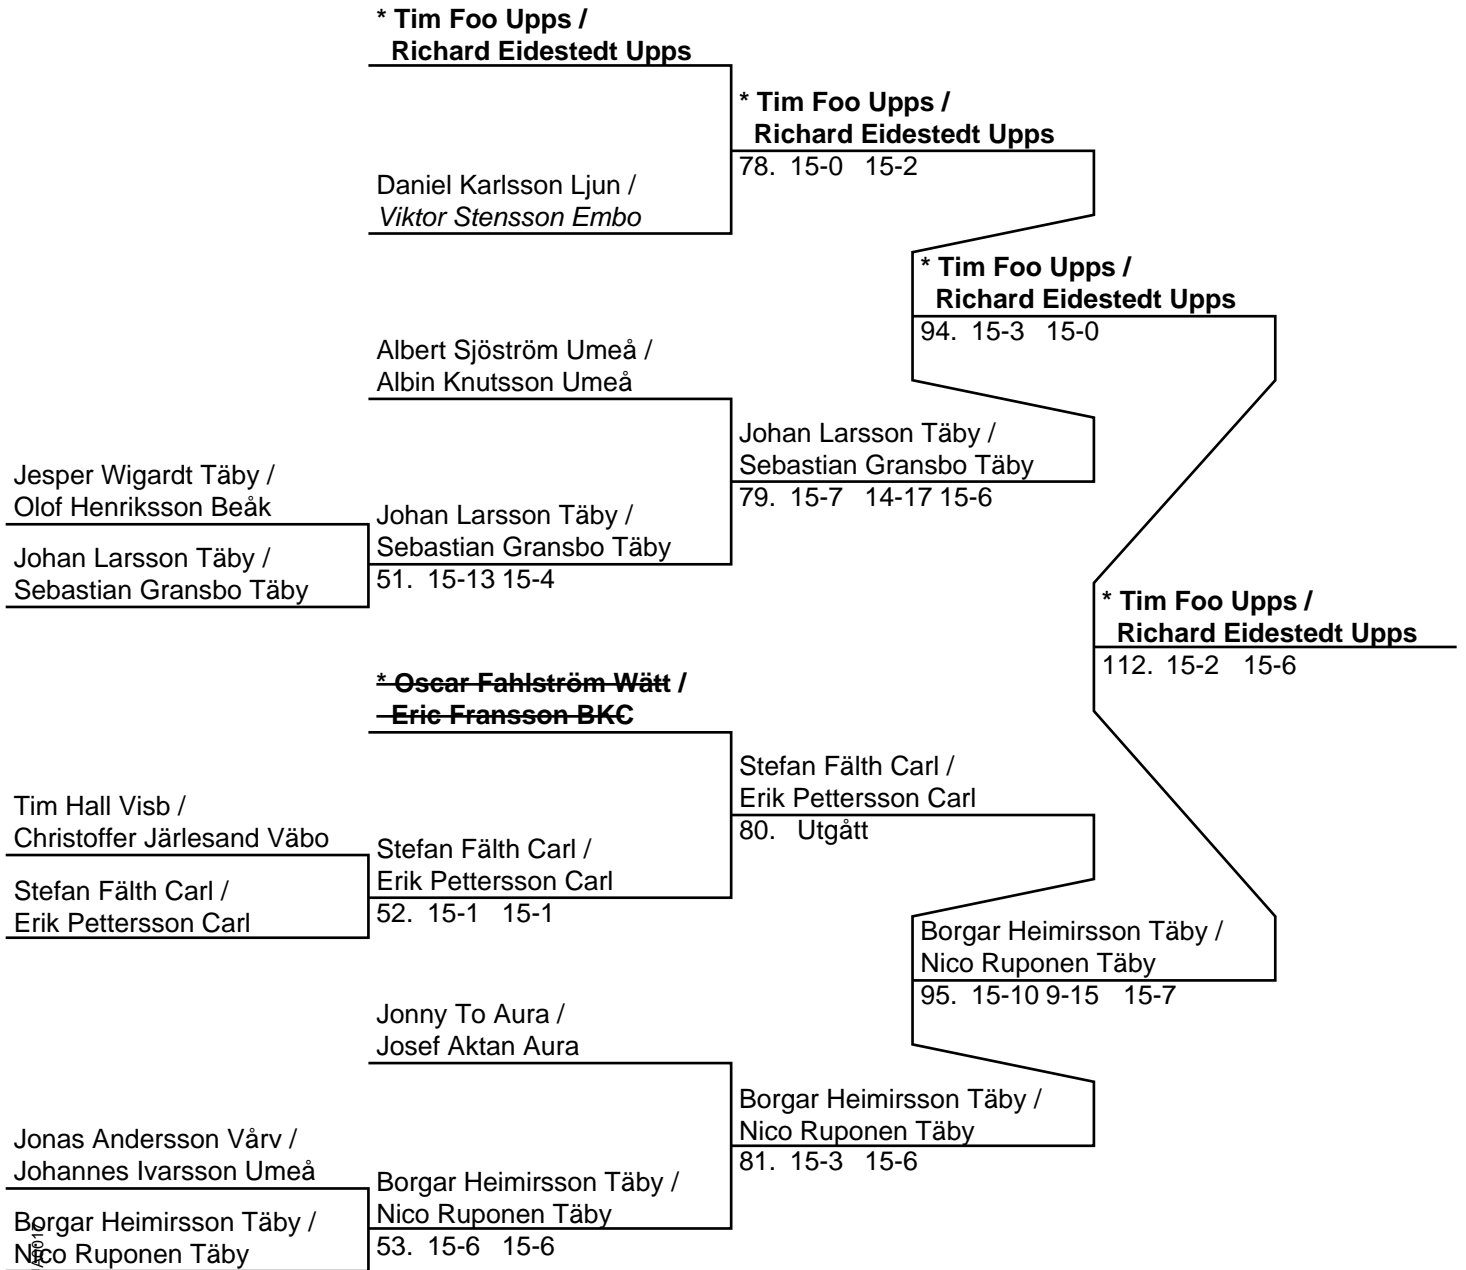 * Tim Foo Upps /
Richard Eidestedt Upps
* Tim Foo Upps /
Richard Eidestedt Upps
78. 15-0 15-2
Daniel Karlsson Ljun /
Viktor Stensson Embo
* Tim Foo Upps /
Richard Eidestedt Upps
94. 15-3 15-0
Albert Sjöström Umeå /
Albin Knutsson Umeå
Johan Larsson Täby /
Sebastian Gransbo Täby
79. 15-7 14-17 15-6
Jesper Wigardt Täby /
Olof Henriksson Beåk
Johan Larsson Täby /
Sebastian Gransbo Täby
51. 15-13 15-4
Johan Larsson Täby /
Sebastian Gransbo Täby
* Tim Foo Upps /
Richard Eidestedt Upps
112. 15-2 15-6
* Oscar Fahlström Wätt /
Eric Fransson BKC
Stefan Fälth Carl /
Erik Pettersson Carl
80. Utgått
Tim Hall Visb /
Christoffer Järlesand Väbo
Stefan Fälth Carl /
Erik Pettersson Carl
52. 15-1 15-1
Stefan Fälth Carl /
Erik Pettersson Carl
Borgar Heimirsson Täby /
Nico Ruponen Täby
95. 15-10 9-15 15-7
Jonny To Aura /
Josef Aktan Aura
Borgar Heimirsson Täby /
Nico Ruponen Täby
81. 15-3 15-6
Jonas Andersson Vårv /
Johannes Ivarsson Umeå
Borgar Heimirsson Täby /
Nico Ruponen Täby
53. 15-6 15-6
Borgar Heimirsson Täby /
Nico Ruponen Täby